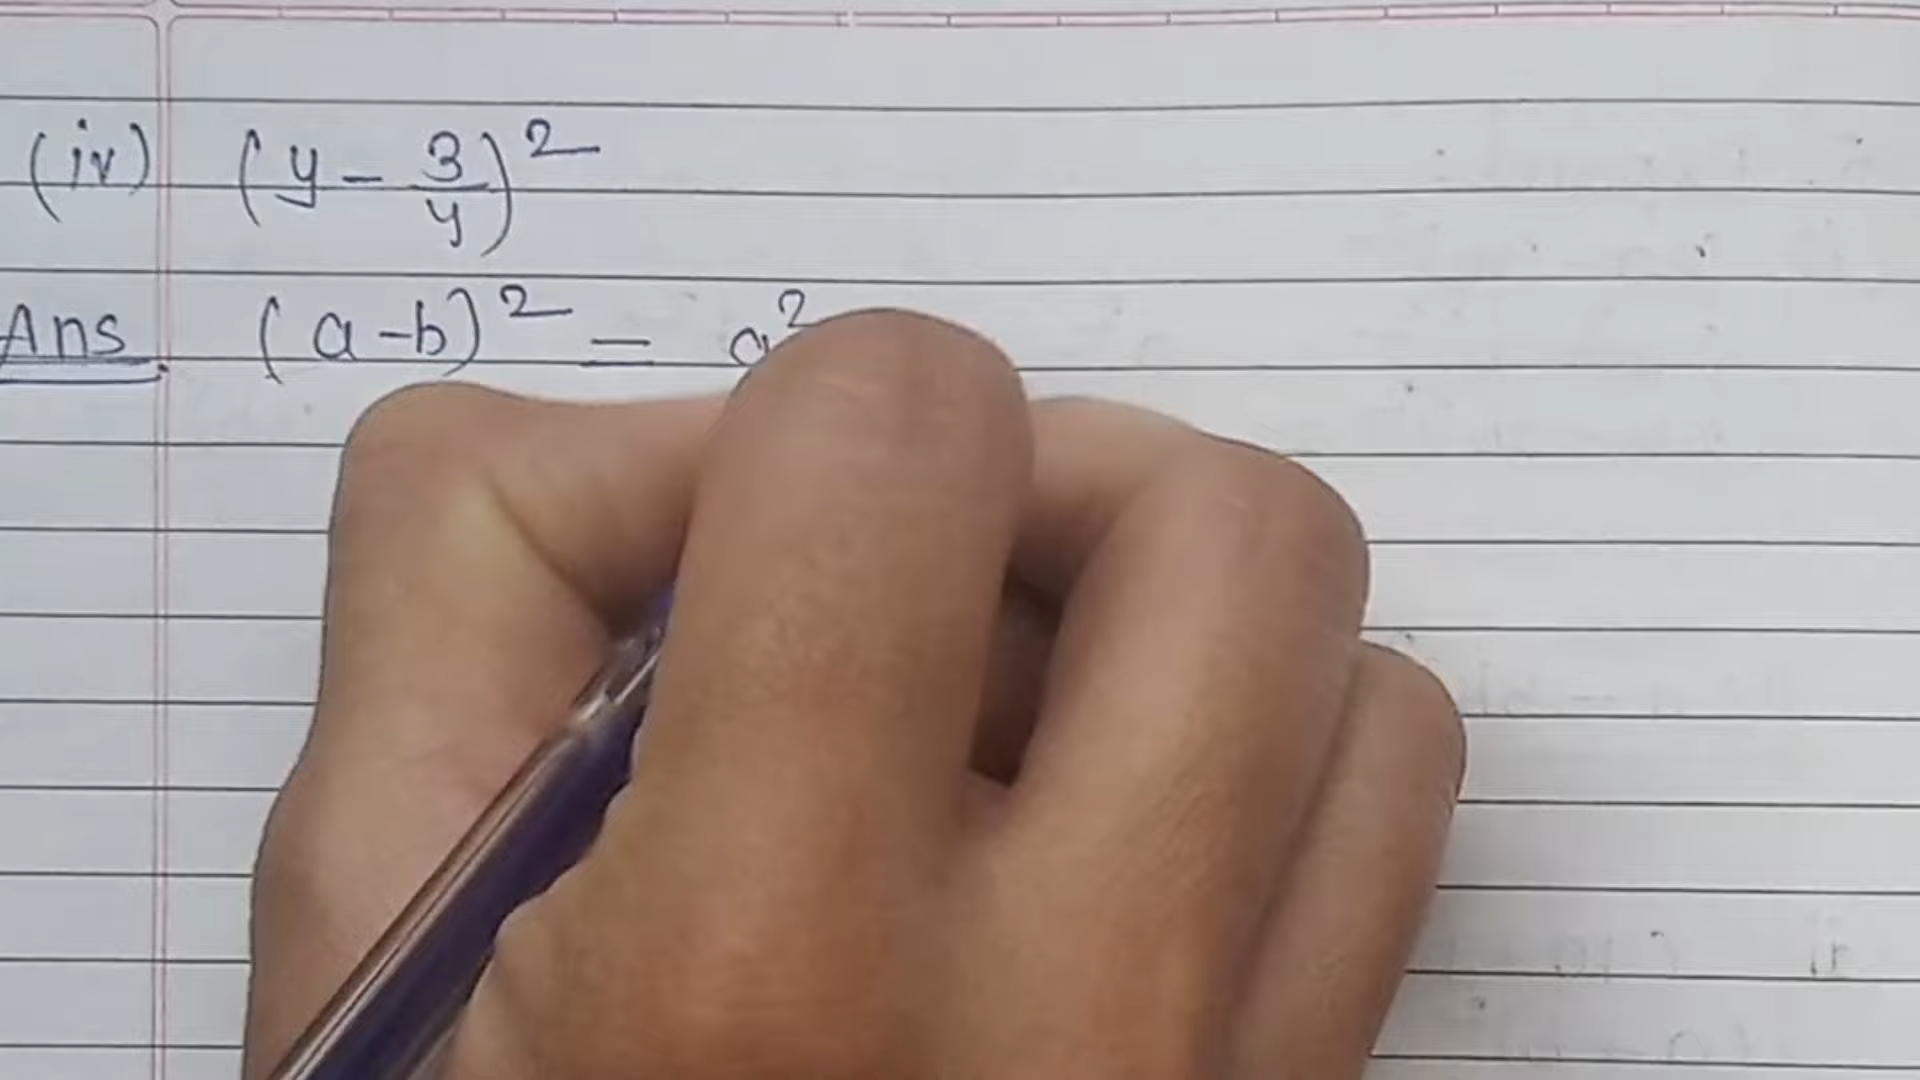 (iv) (y - 3/y)²
Ans. (a-b)² = a²